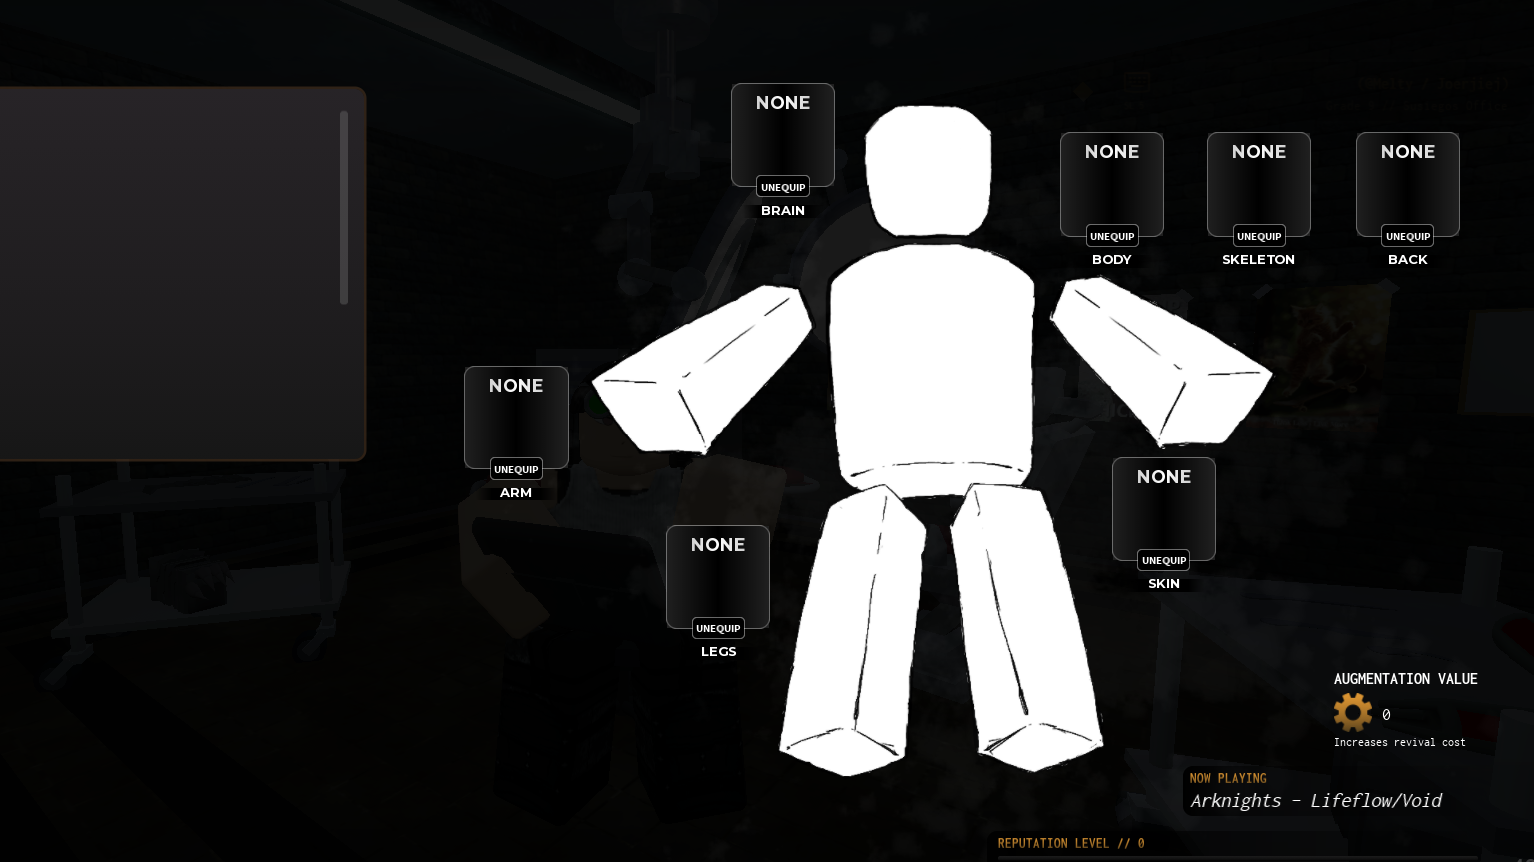 NONE
UNEQUIP
BRAIN
NONE
UNEQUIP
BODY
NONE
UNEQUIP
SKELETON
NONE
UNEQUIP
BACK
NONE
UNEQUIP
ARM
NONE
UNEQUIP
SKIN
NONE
UNEQUIP
LEGS
AUGMENTATION VALUE
0
Increases revival cost
NOW PLAYING
Arknights - Lifeflow/Void
REPUTATION LEVEL // 0